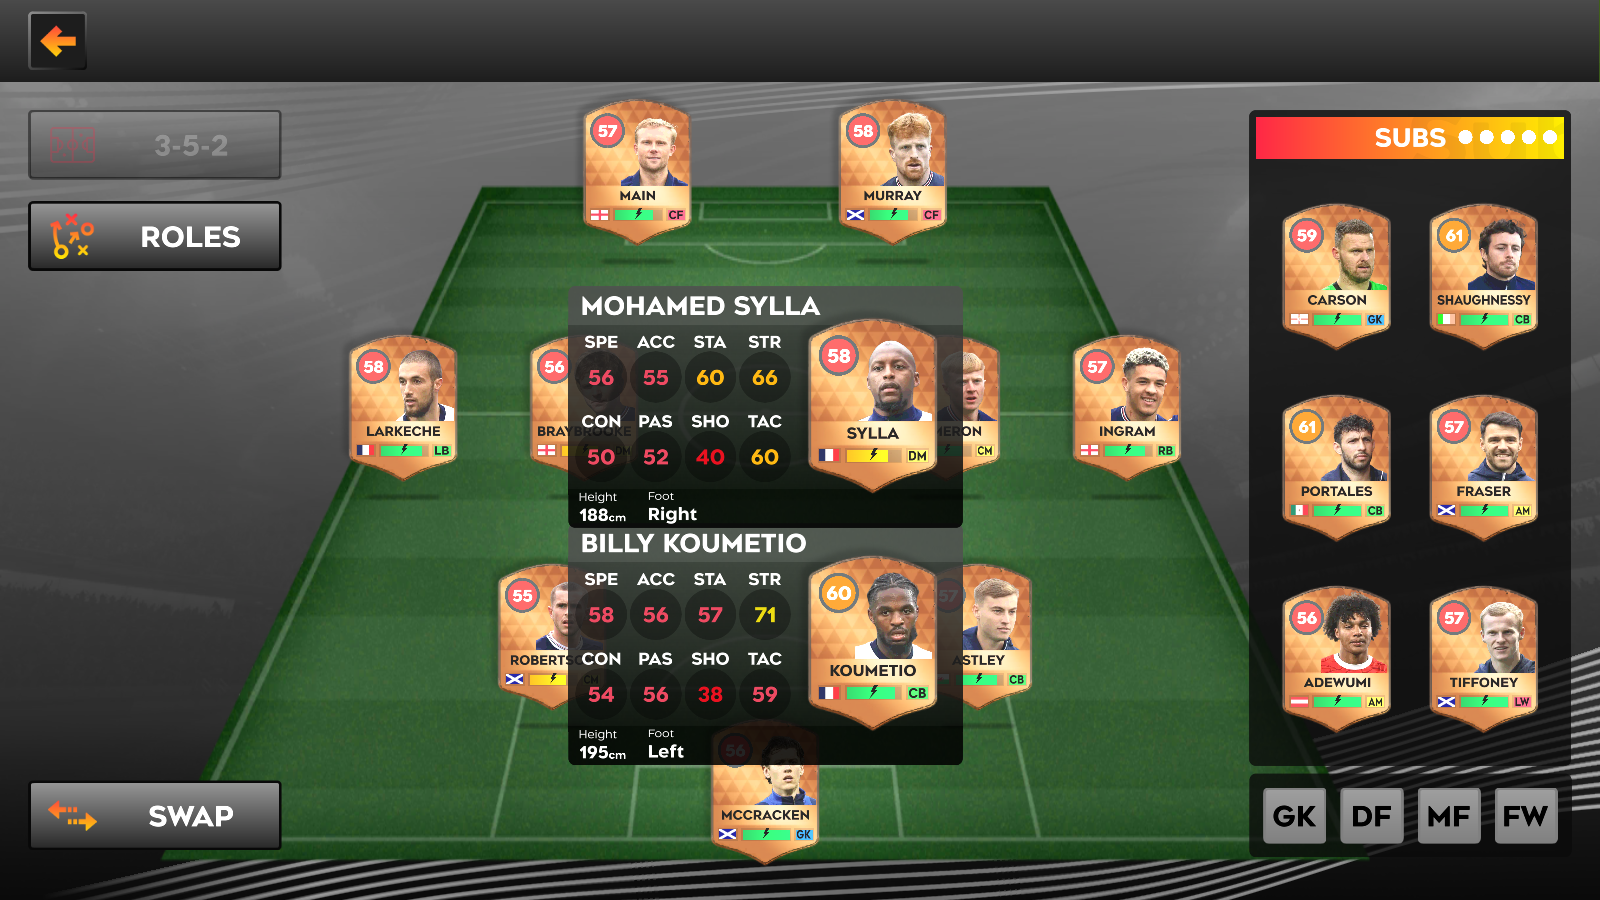 3-5-2
ROLES
SWAP
57
MAIN
CF
58
MURRAY
CF
58
LARKECHE
LB
56
BRAYBROOKE
DM
MERON
CM
57
INGRAM
RB
MOHAMED SYLLA
SPE ACC STA STR
56 55 60 66
CON PAS SHO TAC
50 52 40 60
Height Foot
188cm Right
58
SYLLA
DM
BILLY KOUMETIO
SPE ACC STA STR
58 56 57 71
CON PAS SHO TAC
54 56 38 59
Height Foot
195cm Left
60
KOUMETIO
CB
55
ROBERTSO
CM
57
ASTLEY
CB
56
MCCRACKEN
GK
SUBS
59
CARSON
GK
61
SHAUGHNESSY
CB
61
PORTALES
CB
57
FRASER
AM
56
ADEWUMI
AM
57
TIFFONEY
LW
GK DF MF FW